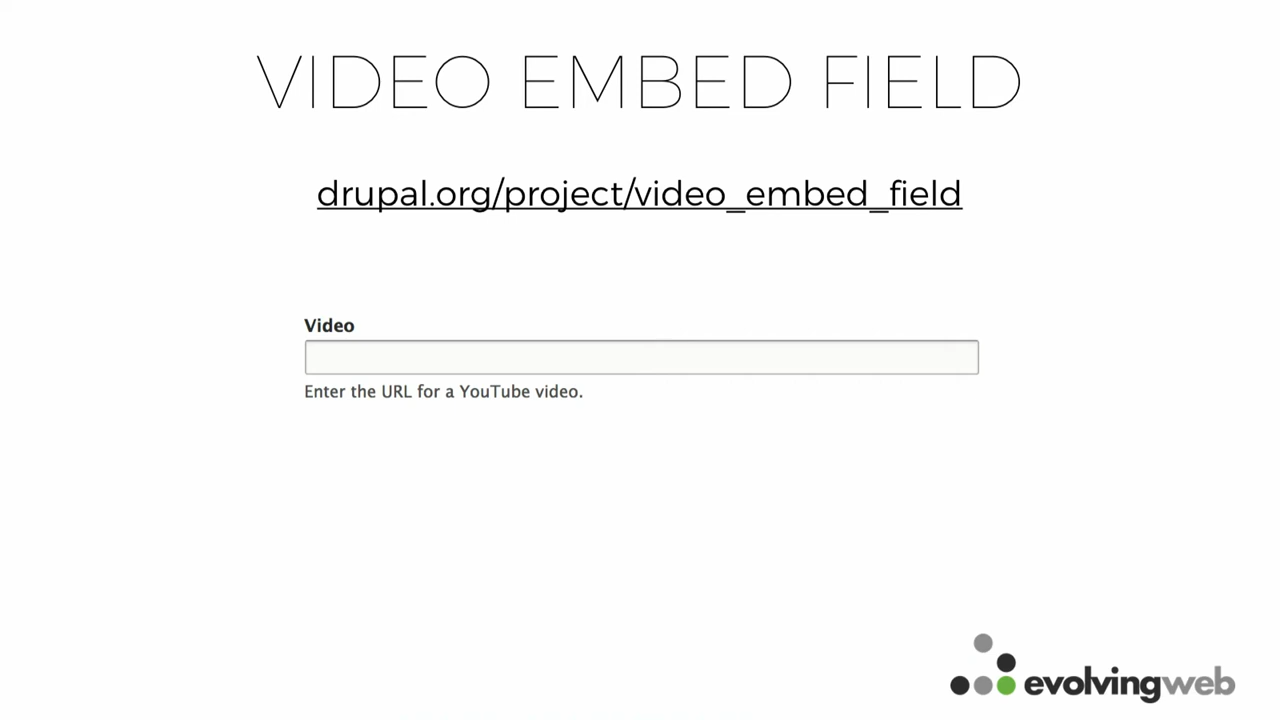 VIDEO EMBED FIELD
drupal.org/project/video_embed_field
Video
Enter the URL for a YouTube video.
evolvingweb